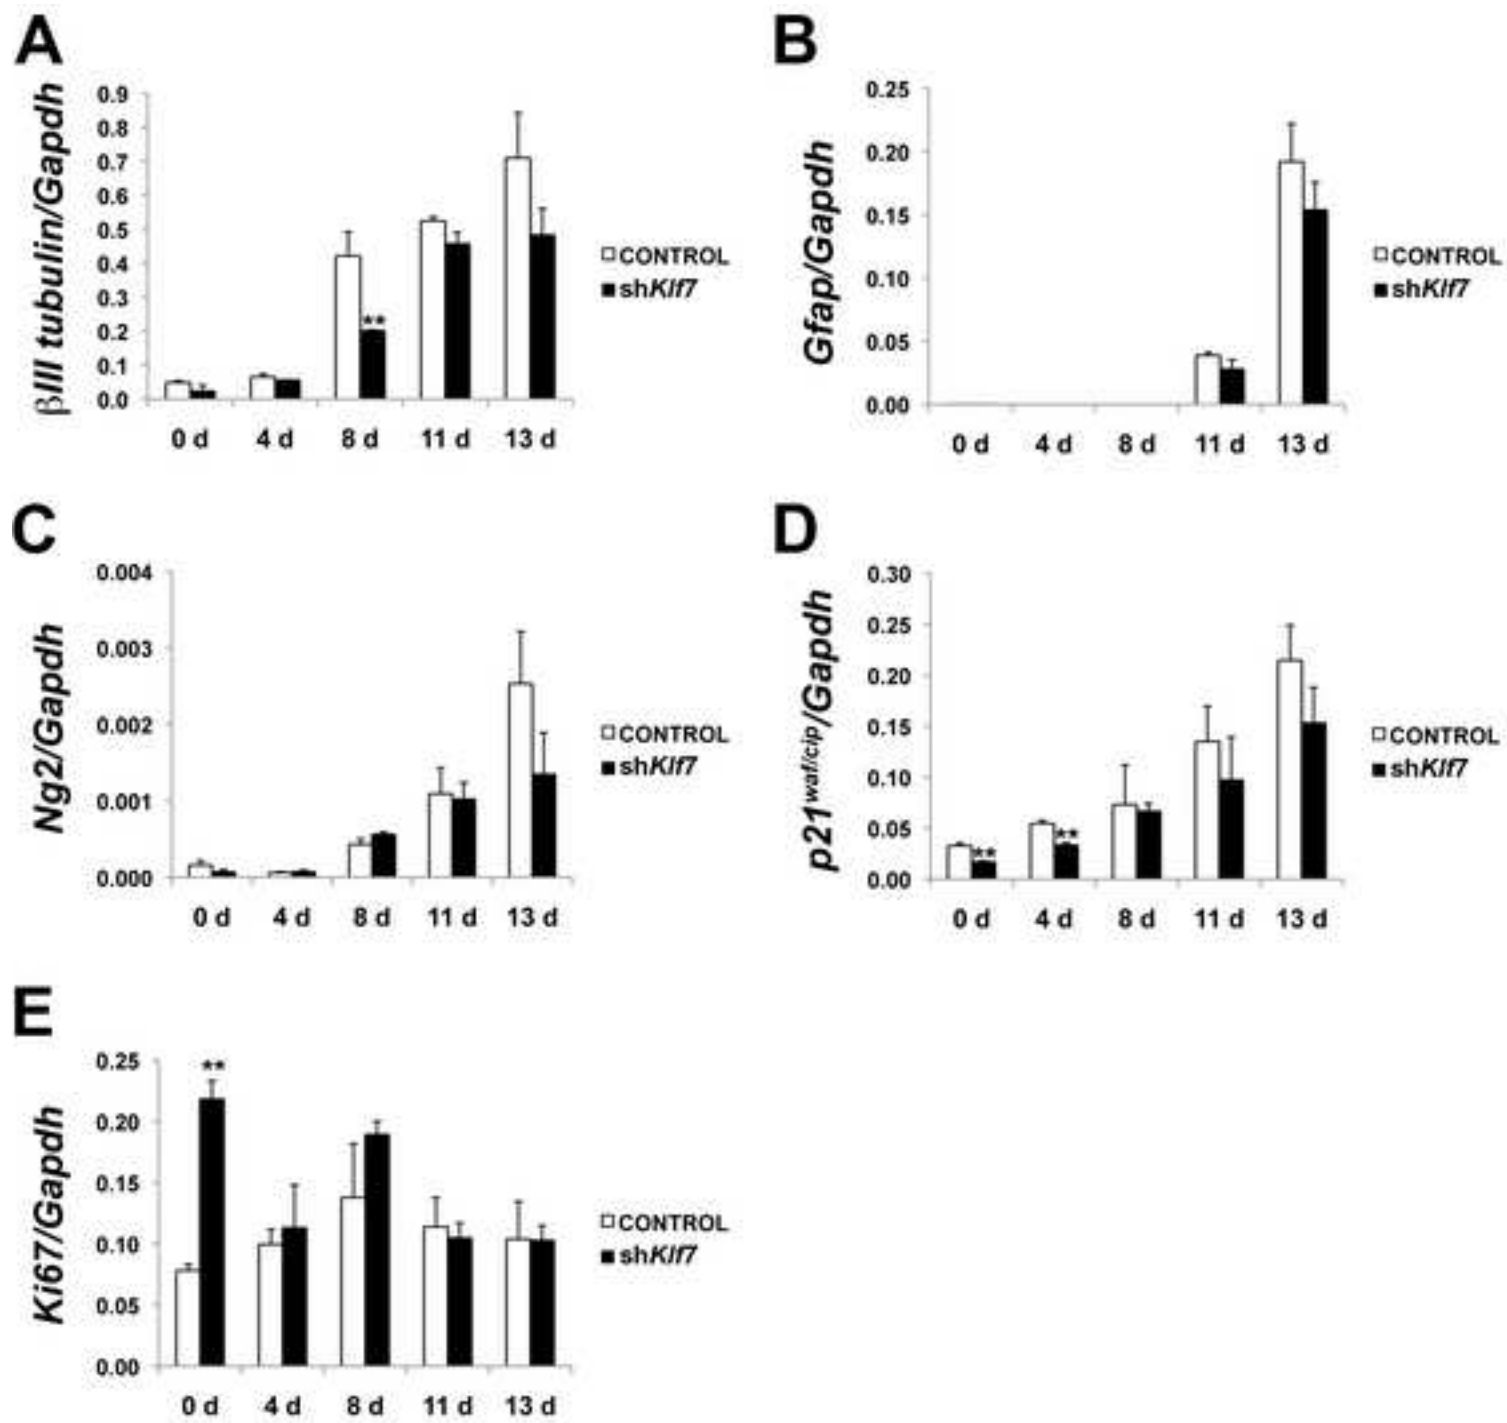 A
βIII tubulin/Gapdh
0.9
0.8
0.7
0.6
0.5
0.4
0.3
0.2
0.1
0.0
**
0 d 4 d 8 d 11 d 13 d
CONTROL
shKlf7
B
Gfap/Gapdh
0.25
0.20
0.15
0.10
0.05
0.00
0 d 4 d 8 d 11 d 13 d
CONTROL
shKlf7
C
Ng2/Gapdh
0.004
0.003
0.002
0.001
0.000
0 d 4 d 8 d 11 d 13 d
CONTROL
shKlf7
D
p21waf/cip/Gapdh
0.30
0.25
0.20
0.15
0.10
0.05
0.00
**
**
0 d 4 d 8 d 11 d 13 d
CONTROL
shKlf7
E
Ki67/Gapdh
0.25
0.20
0.15
0.10
0.05
0.00
**
0 d 4 d 8 d 11 d 13 d
CONTROL
shKlf7